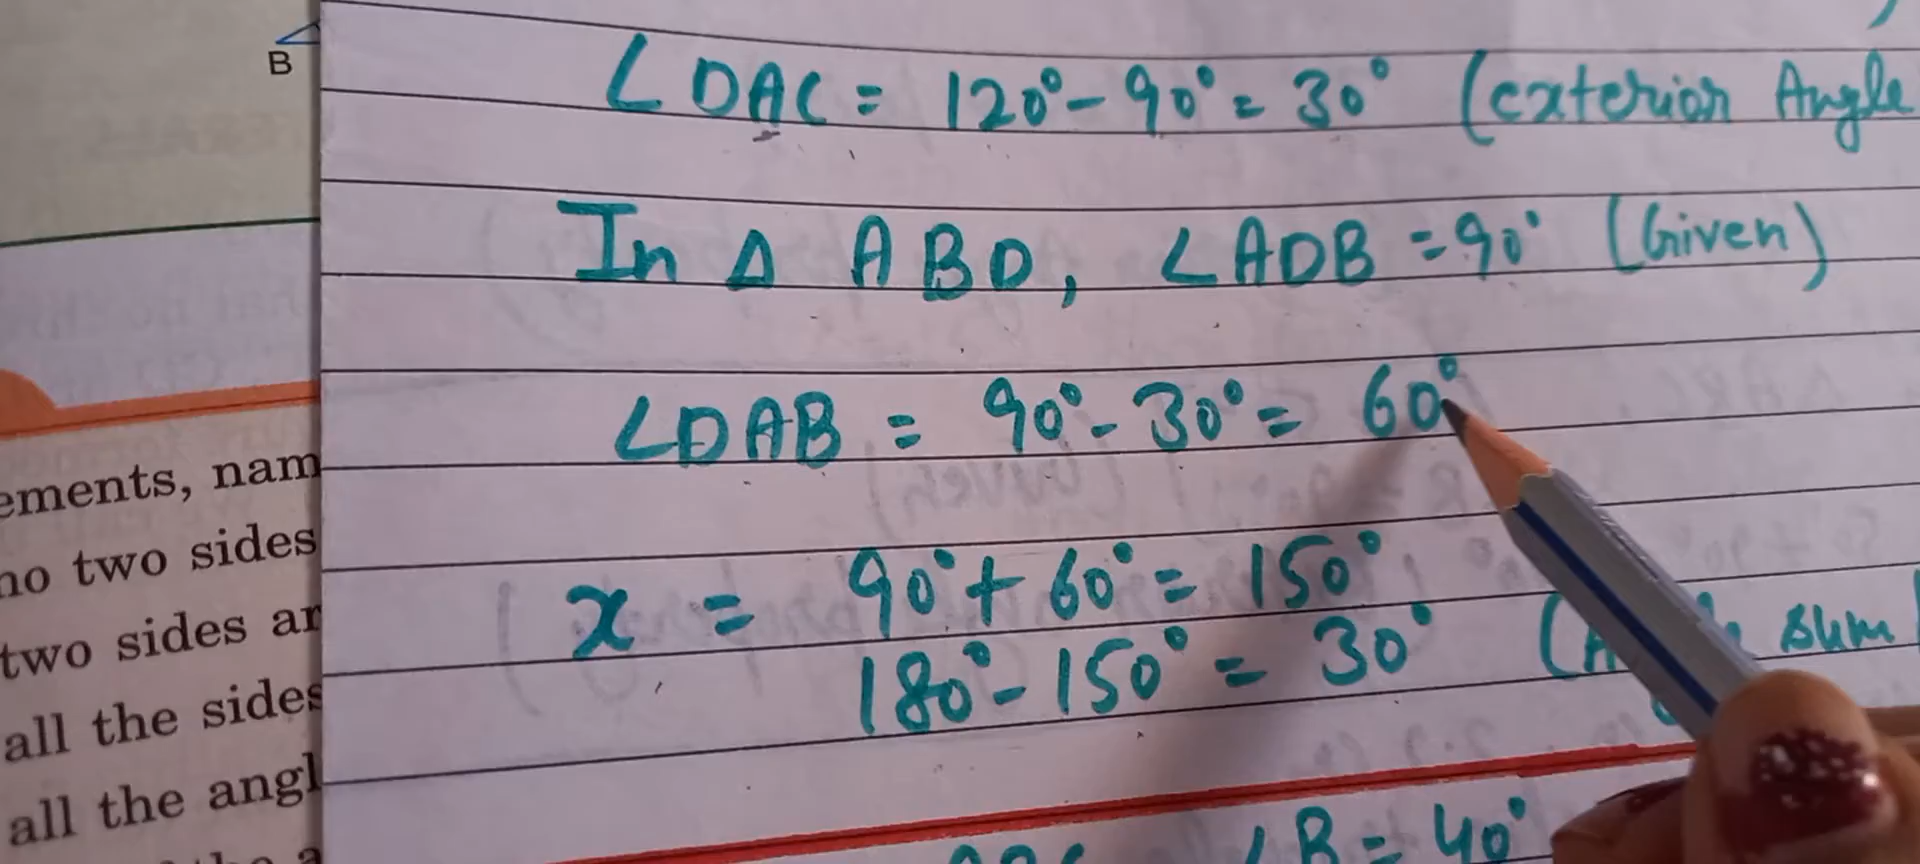 B
∠DAC = 120° - 90° = 30° (exterior Angle
In Δ ABD, ∠ADB = 90° (Given)
∠DAB = 90° - 30° = 60°
x = 90° + 60° = 150°
180° - 150° = 30° sum
∠B = 40°
ements, nam
no two sides
two sides ar
all the sides
all the angl